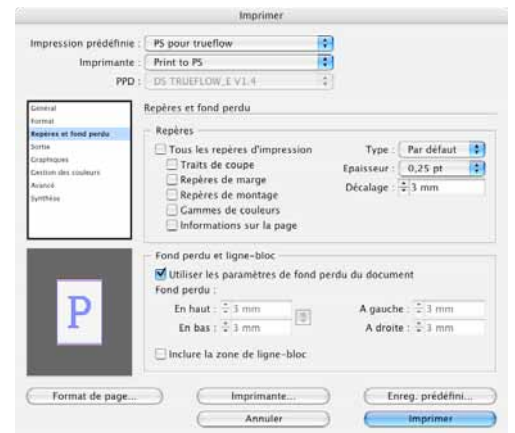 Imprimer
Impression prédéfinie : PS pour trueflow
Imprimante : Print to PS
PPD : DS TRUEFLOW_E V1.4
Général
Format
Repères et fond perdu
Sortie
Graphiques
Gestion des couleurs
Avancé
Synthèse
Repères et fond perdu
Repères
Tous les repères d'impression
Traits de coupe
Repères de marge
Repères de montage
Gammes de couleurs
Informations sur la page
Type : Par défaut
Epaisseur : 0,25 pt
Décalage : 3 mm
P
Fond perdu et ligne-bloc
Utiliser les paramètres de fond perdu du document
Fond perdu :
En haut : 3 mm A gauche : 3 mm
En bas : 3 mm A droite : 3 mm
Inclure la zone de ligne-bloc
Format de page... Imprimante... Enreg. prédéfini...
Annuler Imprimer